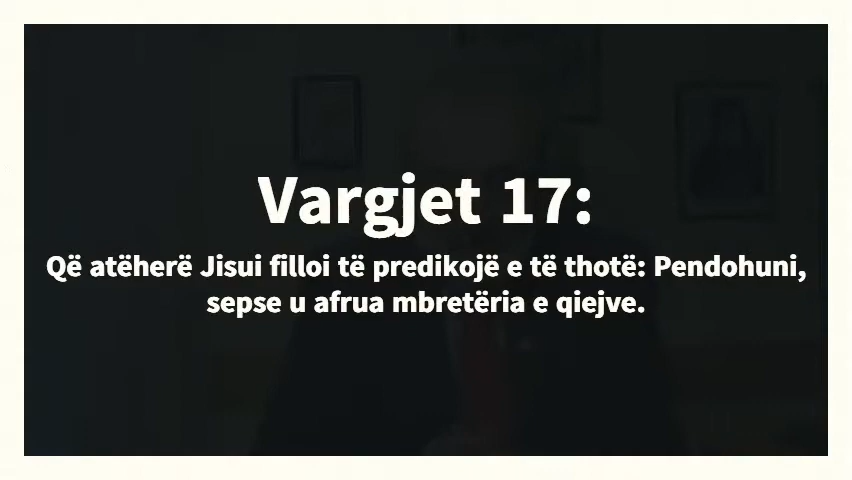 Vargjet 17:
Që atëherë Jisui filloi të predikojë e të thotë: Pendohuni,
sepse u afrua mbretëria e qiejve.